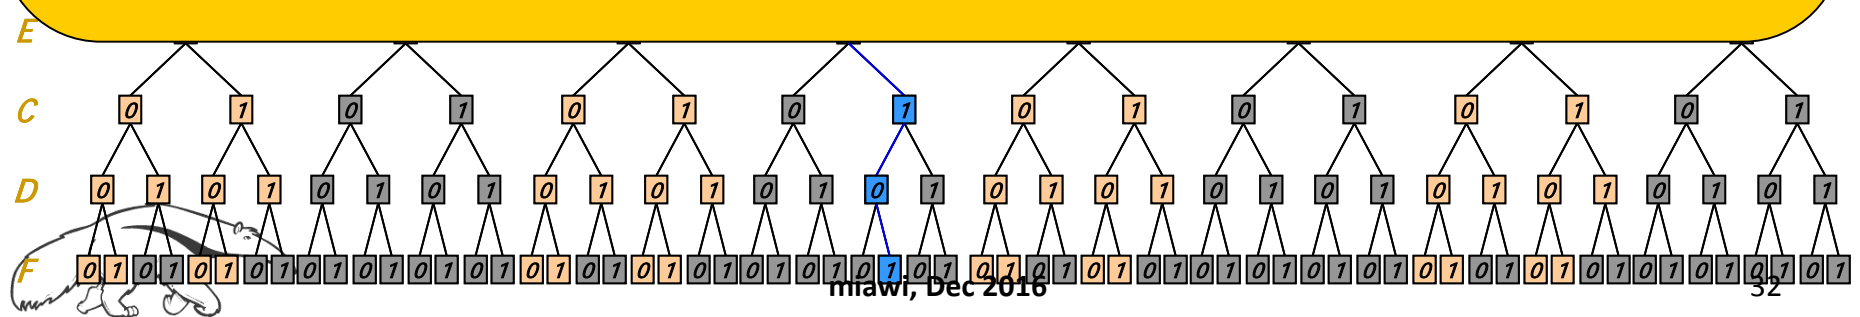 E
C 0 1 0 1 0 1 0 1 0 1 0 1 0 1 0 1
D 0 1 0 1 0 1 0 1 0 1 0 1 0 1 0 1 0 1 0 1 0 1 0 1 0 1 0 1 0 1 0 1
F 0 1 0 1 0 1 0 1 0 1 0 1 0 1 0 1 0 1 0 1 0 1 0 1 0 1 0 1 0 1 0 1 0 1 0 1 0 1 0 1 0 1 0 1 0 1 0 1 0 1 0 1 0 1 0 1 0 1 0 1 0 1 0 1
miawi, Dec 2016 32